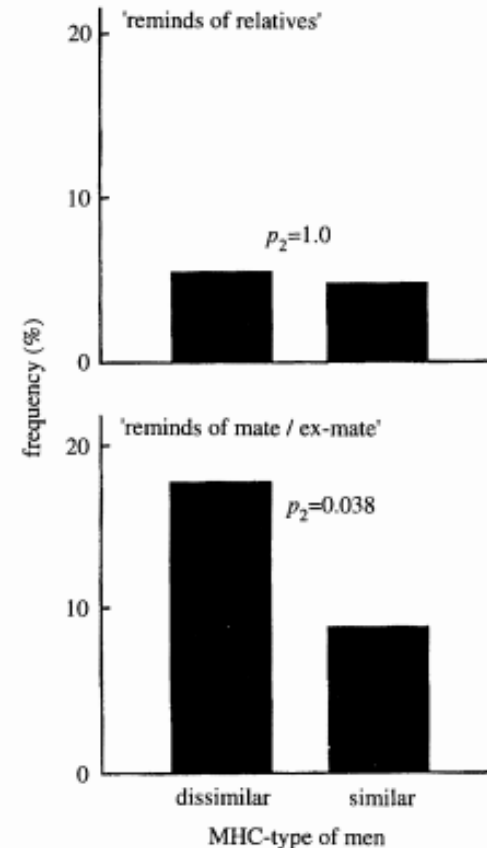 'reminds of relatives'
20
10
p₂=1.0
0
frequency (%)
'reminds of mate / ex-mate'
20
p₂=0.038
10
0
dissimilar similar
MHC-type of men